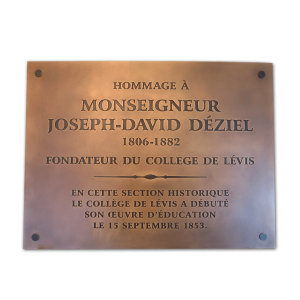 HOMMAGE À
MONSEIGNEUR
JOSEPH-DAVID DÉZIEL
1806-1882
FONDATEUR DU COLLEGE DE LÉVIS
EN CETTE SECTION HISTORIQUE
LE COLLÈGE DE LÉVIS A DÉBUTÉ
SON ŒUVRE D'ÉDUCATION
LE 15 SEPTEMBRE 1853.